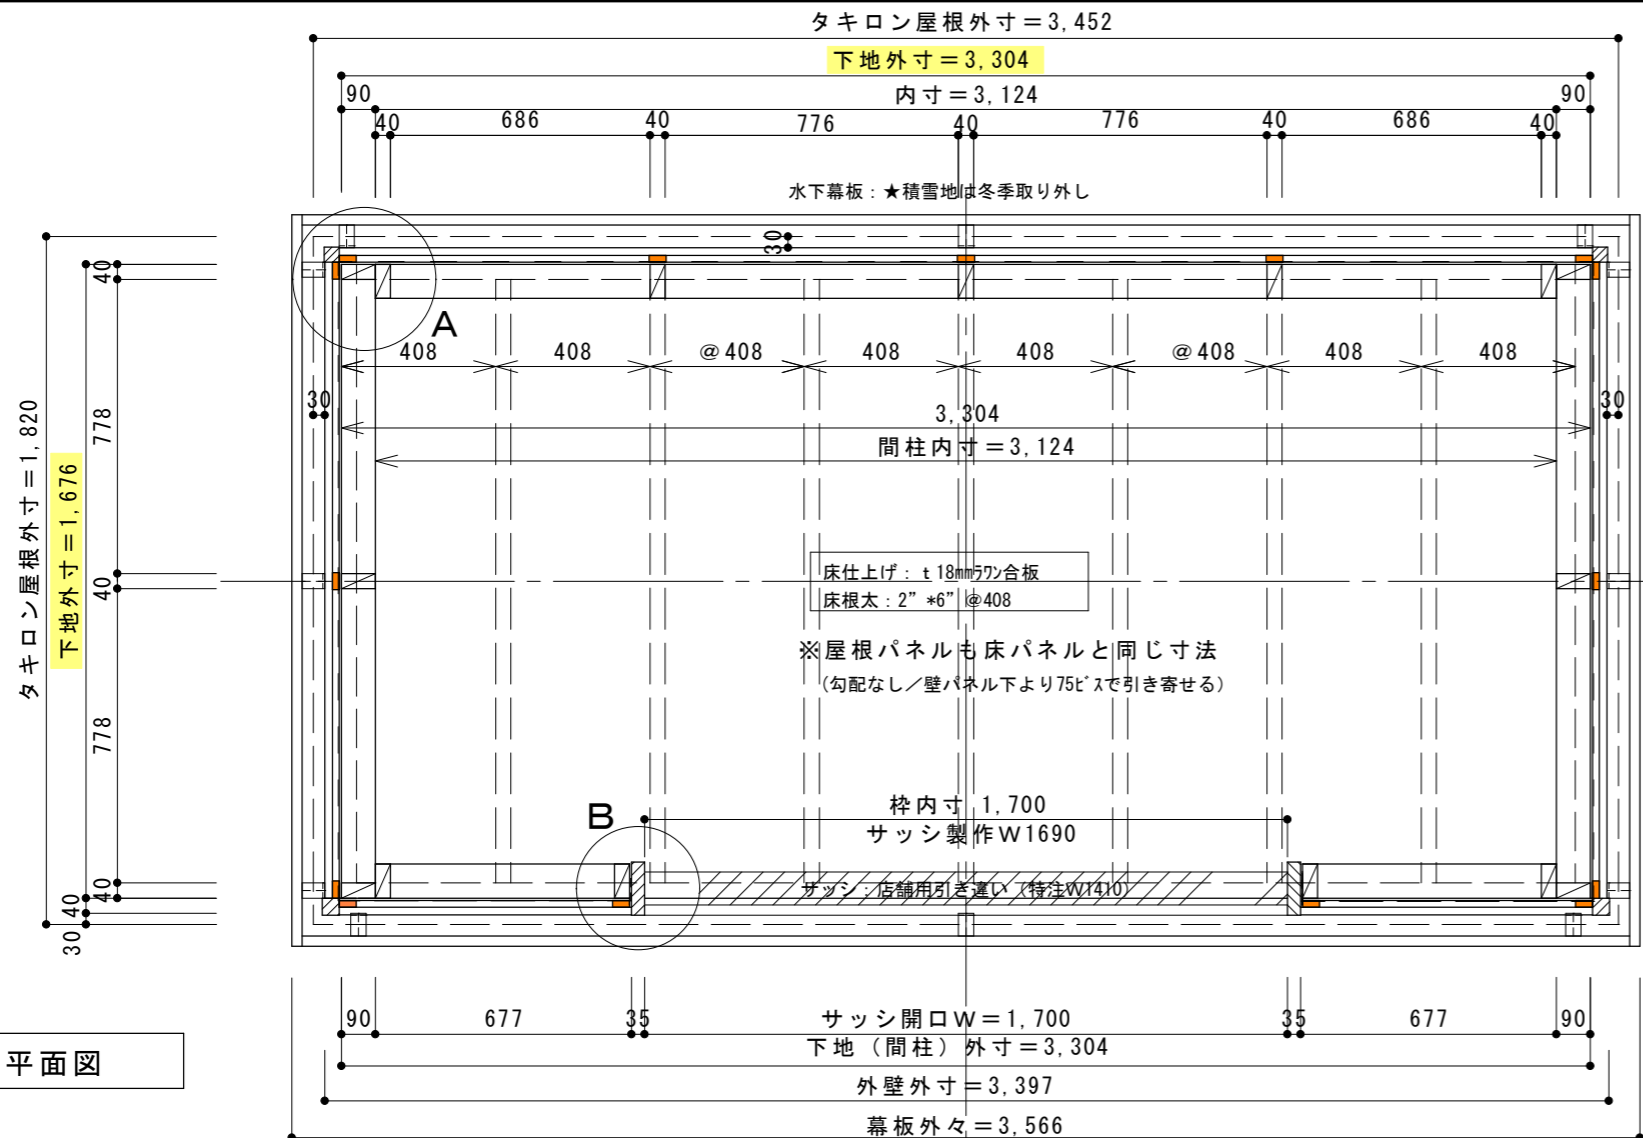 タキロン屋根外寸＝3,452
下地外寸＝3,304
90 内寸＝3,124 90
40 686 40 776 40 776 40 686 40
水下幕板：★積雪地は冬季取り外し
30
40
A
408 408 @408 408 408 @408 408 408
30 3,304 30
間柱内寸＝3,124
778
タキロン屋根外寸＝1,820
下地外寸＝1,676
40
床仕上げ：ｔ18mmﾗﾜﾝ合板
床根太：2”*6” @408
※屋根パネルも床パネルと同じ寸法
(勾配なし／壁パネル下より75ﾋﾞｽで引き寄せる)
778
枠内寸 1,700
B
サッシ製作W1690
サッシ：店舗用引き違い（特注W1410）
40
40
30
90 677 35 サッシ開口W＝1,700 35 677 90
下地（間柱）外寸＝3,304
平面図
外壁外寸＝3,397
幕板外々＝3,566